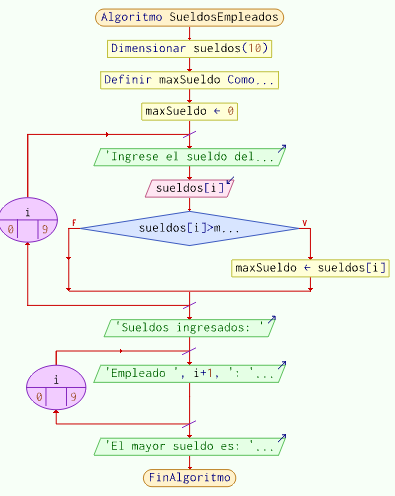 Algoritmo SueldosEmpleados
Dimensionar sueldos(10)
Definir maxSueldo Como...
maxSueldo ← 0
'Ingrese el sueldo del...
sueldos[i]
i
0 9
F
sueldos[i]>m...
V
maxSueldo ← sueldos[i]
'Sueldos ingresados: '
'Empleado ', i+1, ': '...
i
0 9
'El mayor sueldo es: '...
FinAlgoritmo